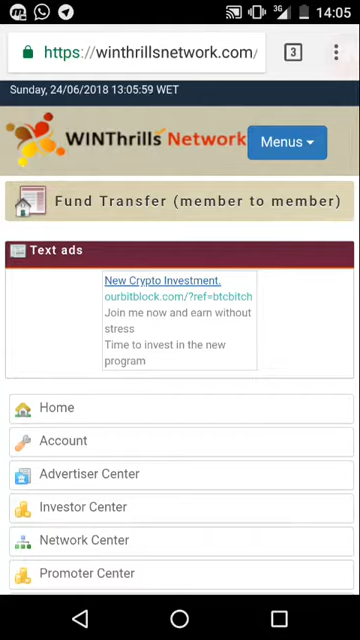 3G 14:05
https://winthrillsnetwork.com/
3
Sunday, 24/06/2018 13:05:59 WET
WINThrills Network
Menus
Fund Transfer (member to member)
Text ads
New Crypto Investment.
ourbitblock.com/?ref=btcbitch
Join me now and earn without
stress
Time to invest in the new
program
Home
Account
Advertiser Center
Investor Center
Network Center
Promoter Center